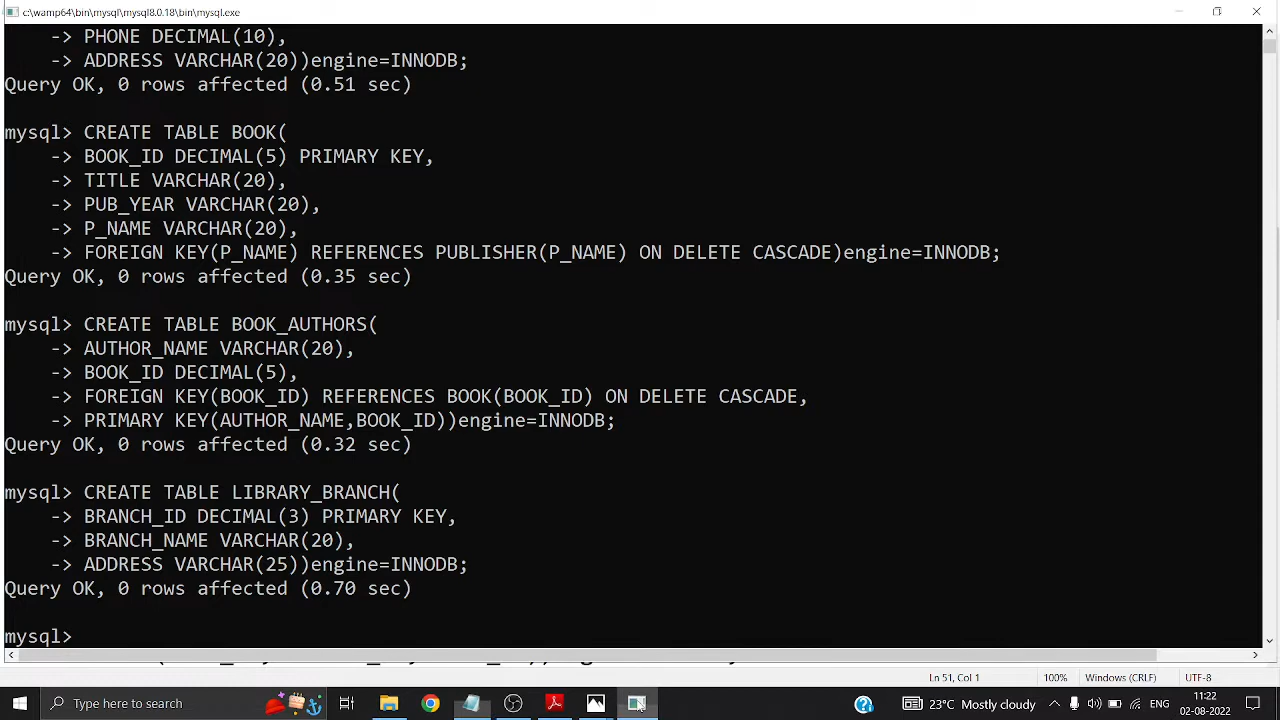 c:\wamp64\bin\mysql\mysql8.0.18\bin\mysql.exe
    -> PHONE DECIMAL(10),
    -> ADDRESS VARCHAR(20))engine=INNODB;
Query OK, 0 rows affected (0.51 sec)
mysql> CREATE TABLE BOOK(
    -> BOOK_ID DECIMAL(5) PRIMARY KEY,
    -> TITLE VARCHAR(20),
    -> PUB_YEAR VARCHAR(20),
    -> P_NAME VARCHAR(20),
    -> FOREIGN KEY(P_NAME) REFERENCES PUBLISHER(P_NAME) ON DELETE CASCADE)engine=INNODB;
Query OK, 0 rows affected (0.35 sec)
mysql> CREATE TABLE BOOK_AUTHORS(
    -> AUTHOR_NAME VARCHAR(20),
    -> BOOK_ID DECIMAL(5),
    -> FOREIGN KEY(BOOK_ID) REFERENCES BOOK(BOOK_ID) ON DELETE CASCADE,
    -> PRIMARY KEY(AUTHOR_NAME,BOOK_ID))engine=INNODB;
Query OK, 0 rows affected (0.32 sec)
mysql> CREATE TABLE LIBRARY_BRANCH(
    -> BRANCH_ID DECIMAL(3) PRIMARY KEY,
    -> BRANCH_NAME VARCHAR(20),
    -> ADDRESS VARCHAR(25))engine=INNODB;
Query OK, 0 rows affected (0.70 sec)
mysql>
Ln 51, Col 1 100% Windows (CRLF) UTF-8
Type here to search 23°C Mostly cloudy ENG 11:22
02-08-2022